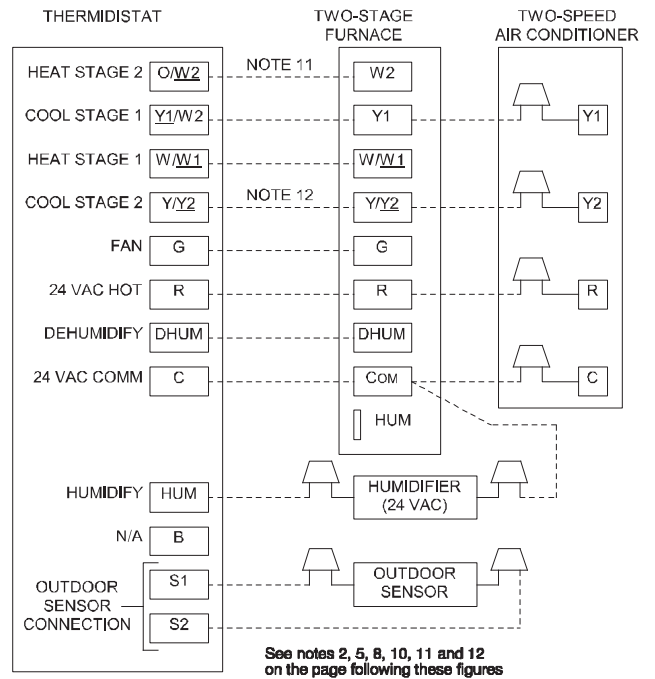 THERMIDISTAT
TWO-STAGE
FURNACE
TWO-SPEED
AIR CONDITIONER
HEAT STAGE 2 O/W2 NOTE 11 W2
COOL STAGE 1 Y1/W2 Y1 Y1
HEAT STAGE 1 W/W1 W/W1
COOL STAGE 2 Y/Y2 NOTE 12 Y/Y2 Y2
FAN G G
24 VAC HOT R R R
DEHUMIDIFY DHUM DHUM
24 VAC COMM C COM C
HUM
HUMIDIFY HUM HUMIDIFIER
(24 VAC)
N/A B
OUTDOOR
SENSOR
CONNECTION
S1
S2
OUTDOOR
SENSOR
See notes 2, 5, 8, 10, 11 and 12
on the page following these figures